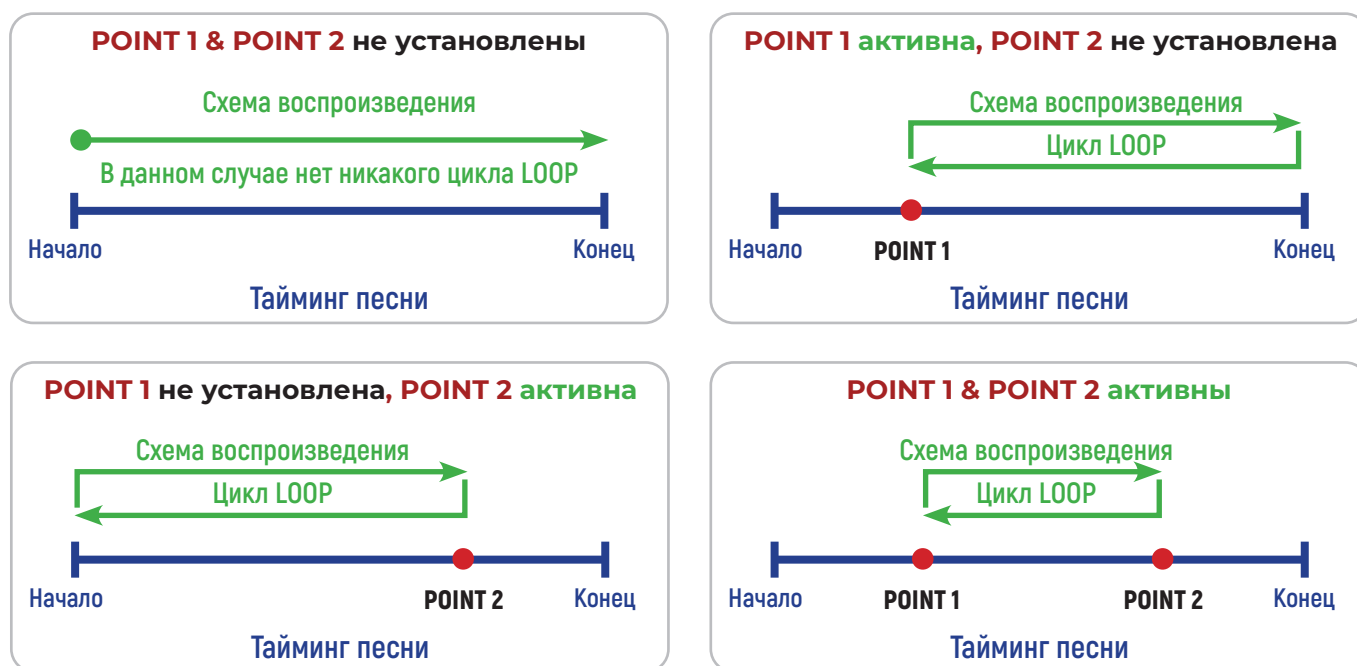 POINT 1 & POINT 2 не установлены
Схема воспроизведения
В данном случае нет никакого цикла LOOP
Начало
Конец
Тайминг песни
POINT 1 активна, POINT 2 не установлена
Схема воспроизведения
Цикл LOOP
Начало
POINT 1
Конец
Тайминг песни
POINT 1 не установлена, POINT 2 активна
Схема воспроизведения
Цикл LOOP
Начало
POINT 2
Конец
Тайминг песни
POINT 1 & POINT 2 активны
Схема воспроизведения
Цикл LOOP
Начало
POINT 1
POINT 2
Конец
Тайминг песни